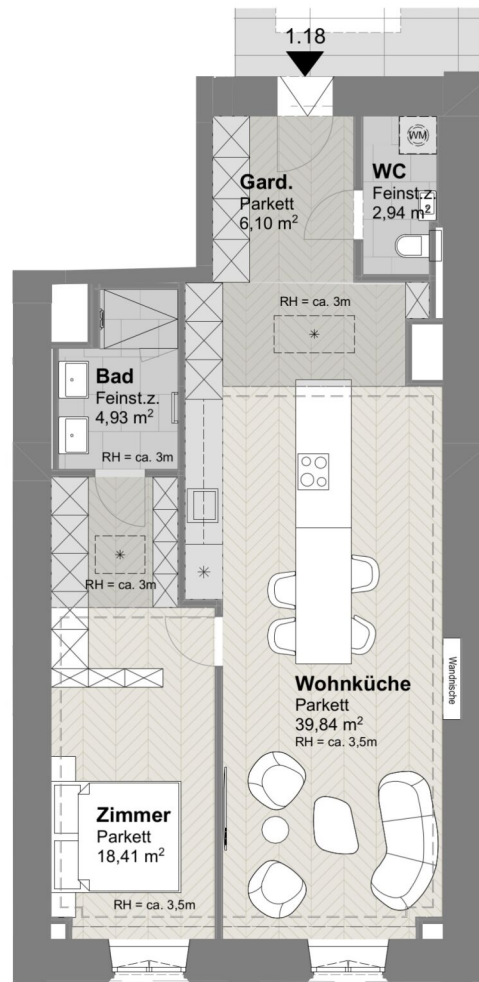 1.18
WM
Gard.
Parkett
6,10 m²
WC
Feinst.z.
2,94 m²
RH = ca. 3m
Bad
Feinst.z.
4,93 m²
RH = ca. 3m
RH = ca. 3m
Wohnküche
Parkett
39,84 m²
RH = ca. 3,5m
Wandnische
Zimmer
Parkett
18,41 m²
RH = ca. 3,5m